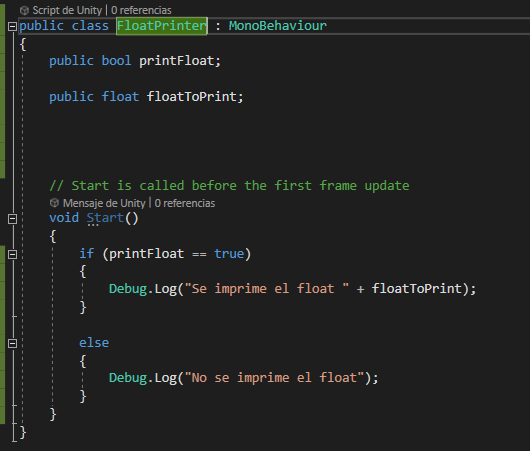 Script de Unity | 0 referencias
public class FloatPrinter : MonoBehaviour
{
public bool printFloat;
public float floatToPrint;
// Start is called before the first frame update
Mensaje de Unity | 0 referencias
void Start()
{
if (printFloat == true)
{
Debug.Log("Se imprime el float " + floatToPrint);
}
else
{
Debug.Log("No se imprime el float");
}
}
}